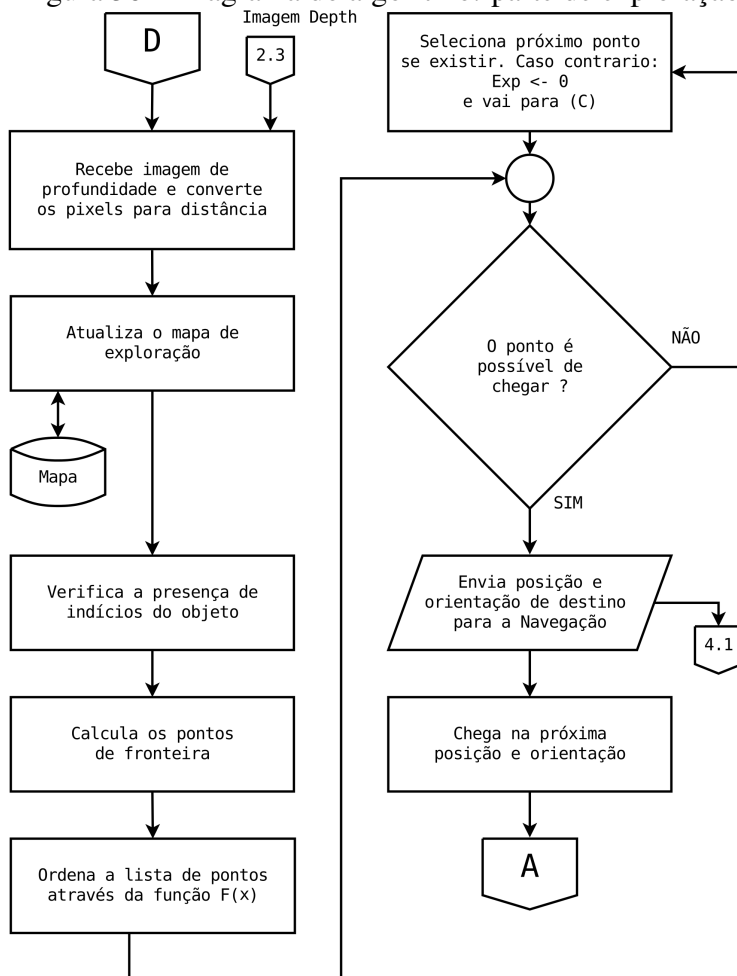 Imagem Depth
D
2.3
Recebe imagem de
profundidade e converte
os pixels para distância
Atualiza o mapa de
exploração
Mapa
Verifica a presença de
indícios do objeto
Calcula os pontos
de fronteira
Ordena a lista de pontos
através da função F(x)
Seleciona próximo ponto
se existir. Caso contrario:
Exp <- 0
e vai para (C)
O ponto é
possível de
chegar ?
NÃO
SIM
Envia posição e
orientação de destino
para a Navegação
4.1
Chega na próxima
posição e orientação
A